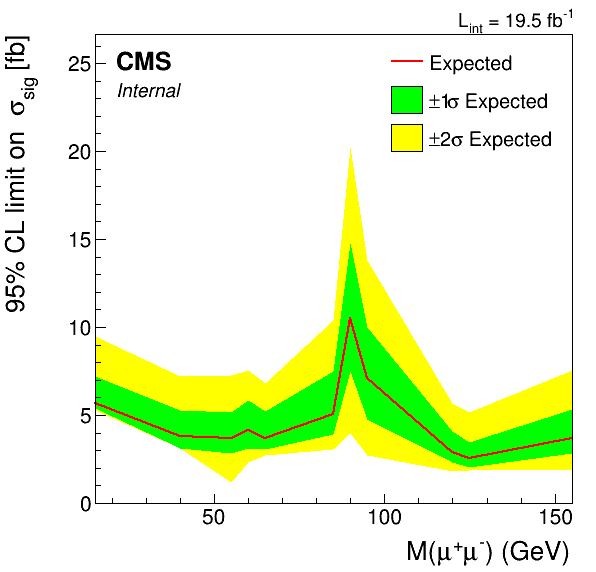 L_int = 19.5 fb^-1
CMS
Internal
Expected
±1σ Expected
±2σ Expected
95% CL limit on σ_sig [fb]
25
20
15
10
5
0
50
100
150
M(μ^+μ^-) (GeV)